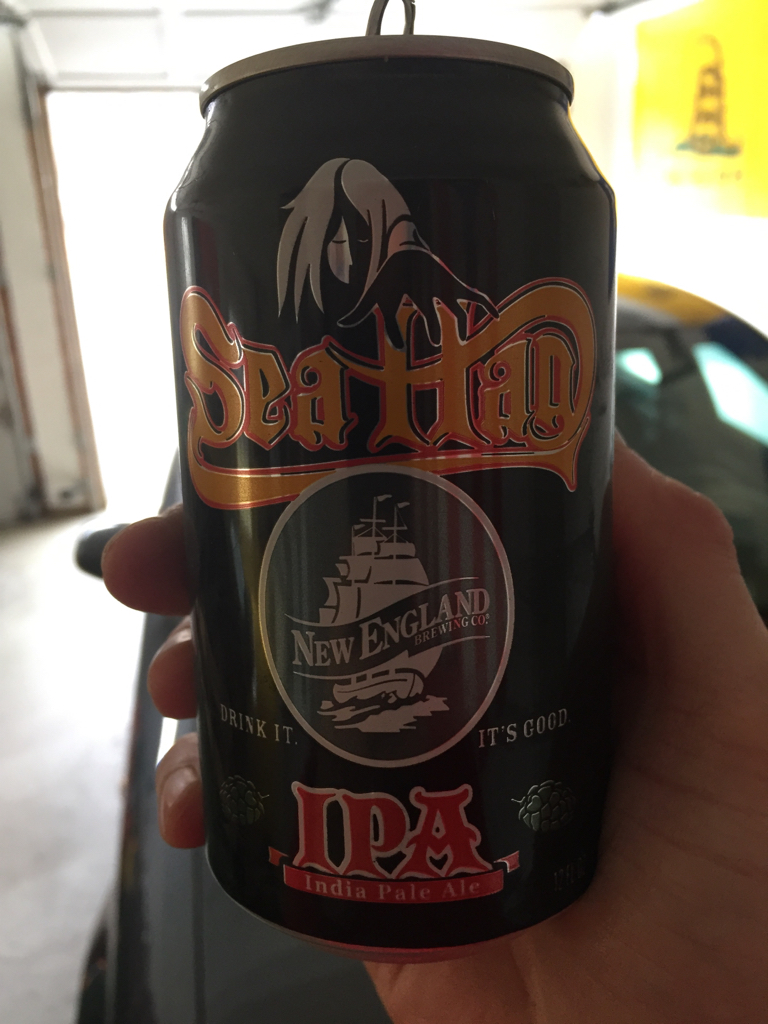 Sea Hag
NEW ENGLAND
BREWING CO.
DRINK IT. IT'S GOOD.
IPA
India Pale Ale